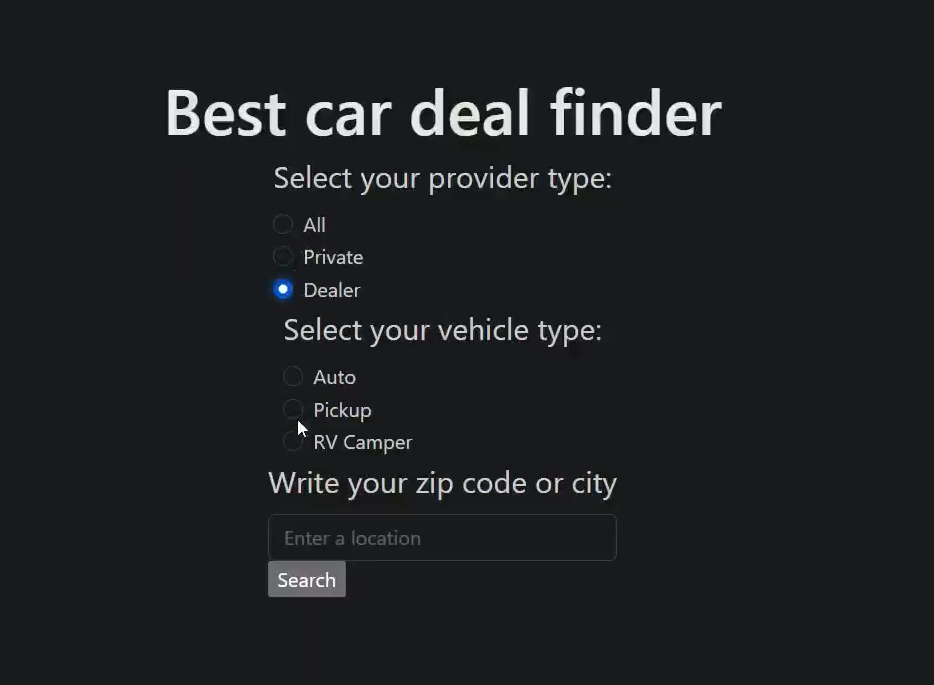 Best car deal finder
Select your provider type:
All
Private
Dealer
Select your vehicle type:
Auto
Pickup
RV Camper
Write your zip code or city
Enter a location
Search